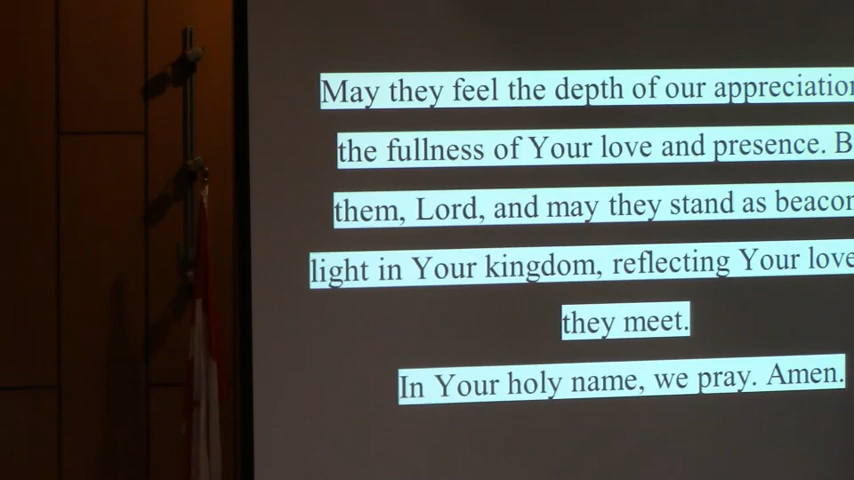 May they feel the depth of our appreciation
the fullness of Your love and presence.
them, Lord, and may they stand as
light in Your kingdom, reflecting Your love
they meet.
In Your holy name, we pray. Amen.